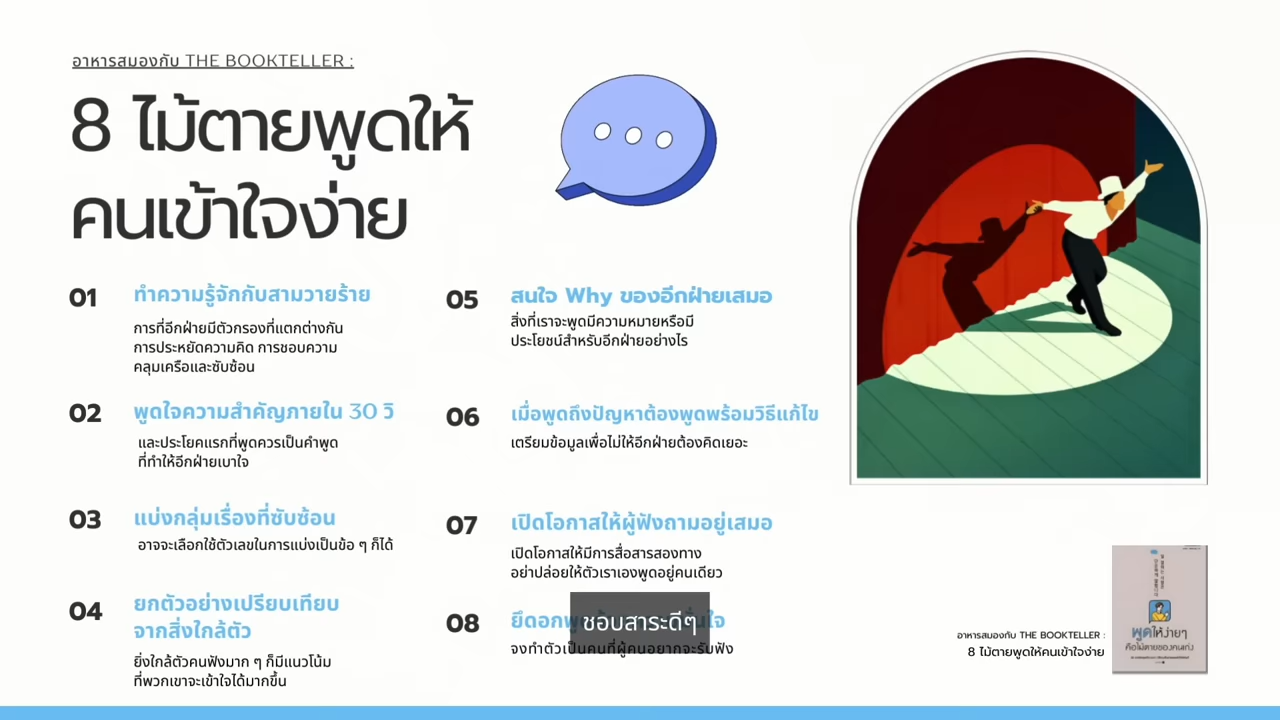 อาหารสมองกับ THE BOOKTELLER :
8 ไม้ตายพูดให้
คนเข้าใจง่าย
01
ทำความรู้จักกับสามวายร้าย
การที่อีกฝ่ายมีตัวกรองที่แตกต่างกัน
การประหยัดความคิด การชอบความ
คลุมเครือและซับซ้อน
02
พูดใจความสำคัญภายใน 30 วิ
และประโยคแรกที่พูดควรเป็นคำพูด
ที่ทำให้อีกฝ่ายเบาใจ
03
แบ่งกลุ่มเรื่องที่ซับซ้อน
อาจจะเลือกใช้ตัวเลขในการแบ่งเป็นข้อ ๆ ก็ได้
04
ยกตัวอย่างเปรียบเทียบ
จากสิ่งใกล้ตัว
ยิ่งใกล้ตัวคนฟังมาก ๆ ก็มีแนวโน้ม
ที่พวกเขาจะเข้าใจได้มากขึ้น
05
สนใจ Why ของอีกฝ่ายเสมอ
สิ่งที่เราจะพูดมีความหมายหรือมี
ประโยชน์สำหรับอีกฝ่ายอย่างไร
06
เมื่อพูดถึงปัญหาต้องพูดพร้อมวิธีแก้ไข
เตรียมข้อมูลเพื่อไม่ให้อีกฝ่ายต้องคิดเยอะ
07
เปิดโอกาสให้ผู้ฟังถามอยู่เสมอ
เปิดโอกาสให้มีการสื่อสารสองทาง
อย่าปล่อยให้ตัวเราเองพูดอยู่คนเดียว
08
ยืดอก
ชอบสาระดีๆ
จงทำตัวเป็นคนที่ผู้คนอยากจะรับฟัง
อาหารสมองกับ THE BOOKTELLER :
8 ไม้ตายพูดให้คนเข้าใจง่าย
พูดให้ง่ายๆ
คือไม้ตายของคนเก่ง